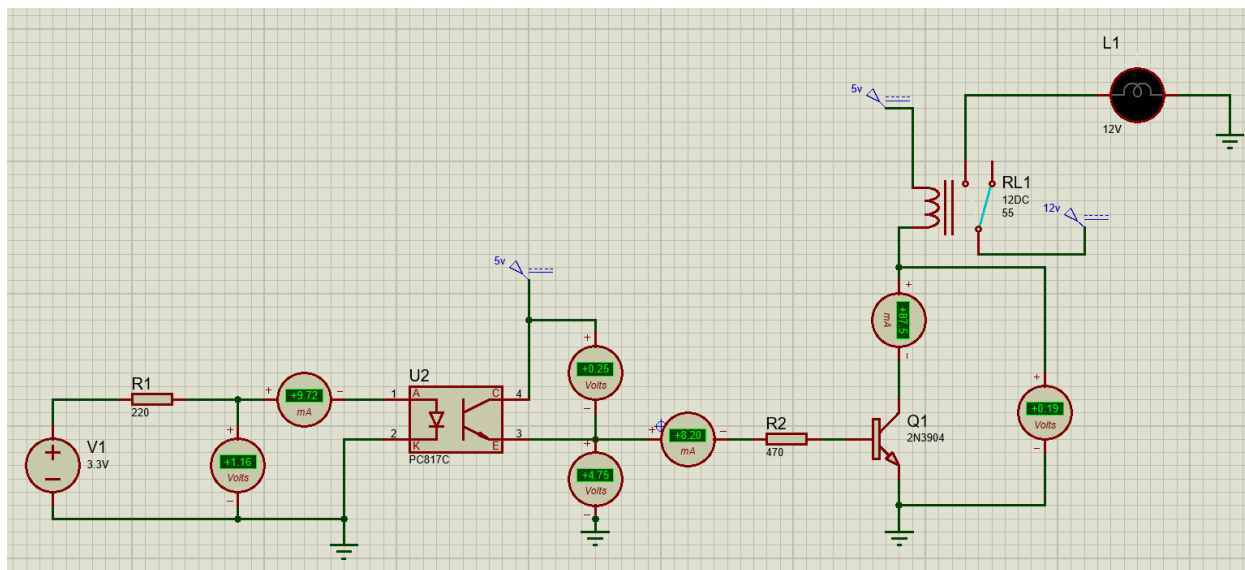 L1
12V
5v
RL1
12DC
55
12v
5v
+
+87.5
mA
-
+
+0.25
Volts
-
+
+0.19
Volts
-
R1
220
+
+9.72
mA
-
U2
1
A
C
4
2
K
E
3
PC817C
V1
3.3V
+
+1.16
Volts
-
+
+4.75
Volts
-
+
+8.20
mA
-
R2
470
Q1
2N3904